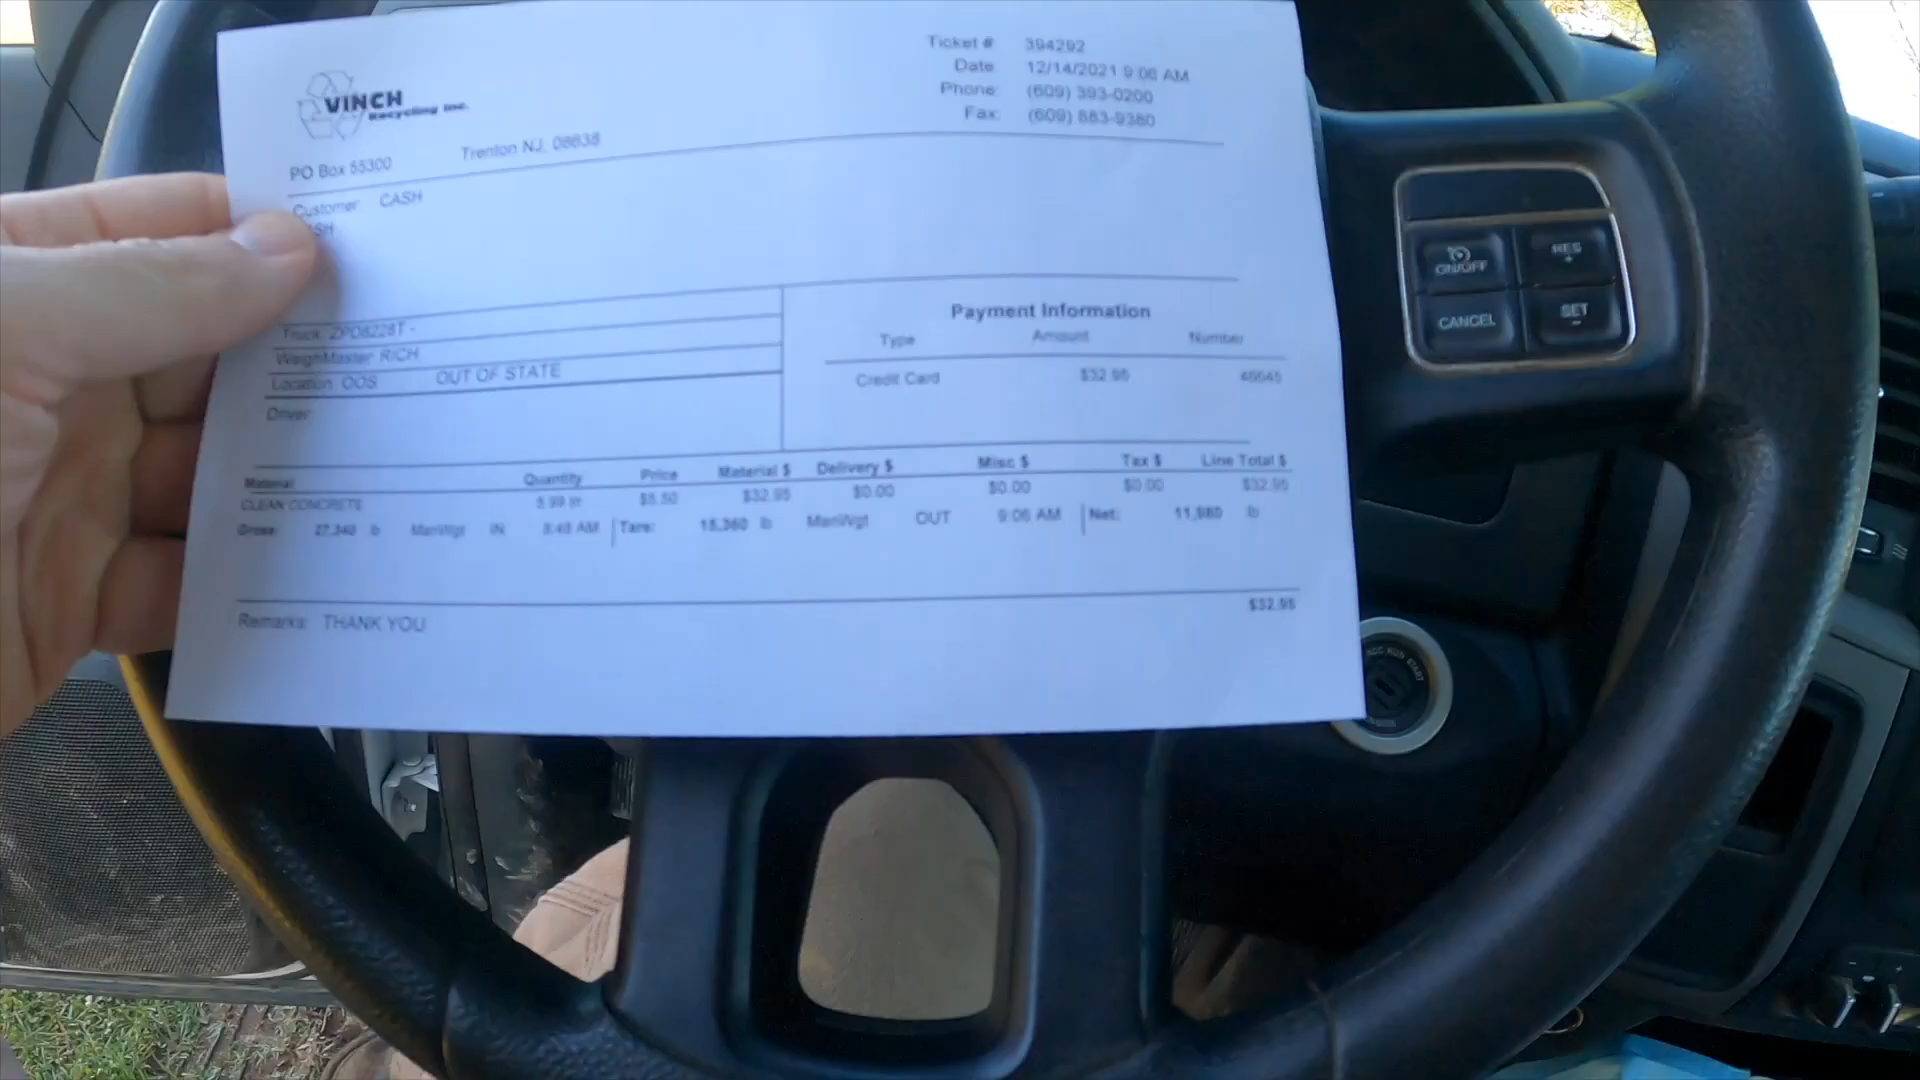 VINCH
Recycling Inc.
Ticket # 394292
Date: 12/14/2021 9:06 AM
Phone: (609) 393-0200
Fax: (609) 883-9380
PO Box 55300 Trenton NJ, 08638
Customer CASH
Truck: ZPD8228T -
WeighMaster RICH
Location OOS OUT OF STATE
Driver:
Payment Information
Type Amount Number
Credit Card $32.95
Material Quantity Price Material $ Delivery $ Misc $ Tax $ Line Total $
CLEAN CONCRETE 5.99 $5.50 $32.95 $0.00 $0.00 $0.00 $32.95
Gross: 27,340 lb ManWgt IN 8:48 AM Tare: 15,360 lb ManWgt OUT 9:06 AM Net: 11,980 lb
$32.95
Remarks: THANK YOU
ON/OFF RES +
CANCEL SET -
ACC RUN START